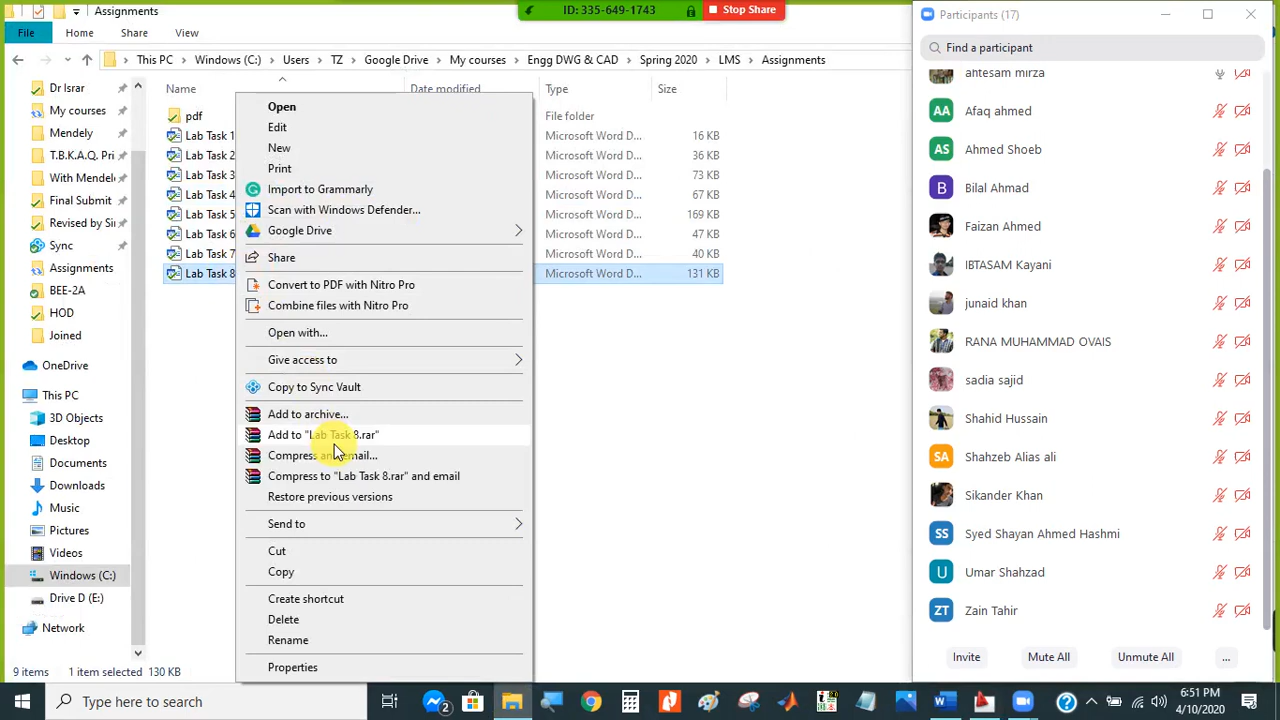 Assignments
ID: 335-649-1743
Stop Share
File
Home
Share
View
This PC
Windows (C:)
Users
TZ
Google Drive
My courses
Engg DWG & CAD
Spring 2020
LMS
Assignments
Dr Israr
My courses
Mendely
T.B.K.A.Q. Pri
With Mendel
Final Submit
Revised by Sir
Sync
Assignments
BEE-2A
HOD
Joined
OneDrive
This PC
3D Objects
Desktop
Documents
Downloads
Music
Pictures
Videos
Windows (C:)
Drive D (E:)
Network
Name
Date modified
Type
Size
pdf
File folder
Lab Task 1
Microsoft Word D...
16 KB
Lab Task 2
Microsoft Word D...
36 KB
Lab Task 3
Microsoft Word D...
73 KB
Lab Task 4
Microsoft Word D...
67 KB
Lab Task 5
Microsoft Word D...
169 KB
Lab Task 6
Microsoft Word D...
47 KB
Lab Task 7
Microsoft Word D...
40 KB
Lab Task 8
Microsoft Word D...
131 KB
Open
Edit
New
Print
Import to Grammarly
Scan with Windows Defender...
Google Drive
Share
Convert to PDF with Nitro Pro
Combine files with Nitro Pro
Open with...
Give access to
Copy to Sync Vault
Add to archive...
Add to "Lab Task 8.rar"
Compress and email...
Compress to "Lab Task 8.rar" and email
Restore previous versions
Send to
Cut
Copy
Create shortcut
Delete
Rename
Properties
9 items
1 item selected 130 KB
Participants (17)
Find a participant
ahtesam mirza
AA Afaq ahmed
AS Ahmed Shoeb
B Bilal Ahmad
Faizan Ahmed
IBTASAM Kayani
junaid khan
RANA MUHAMMAD OVAIS
sadia sajid
Shahid Hussain
SA Shahzeb Alias ali
Sikander Khan
SS Syed Shayan Ahmed Hashmi
U Umar Shahzad
ZT Zain Tahir
Invite
Mute All
Unmute All
...
Type here to search
2
6:51 PM
4/10/2020